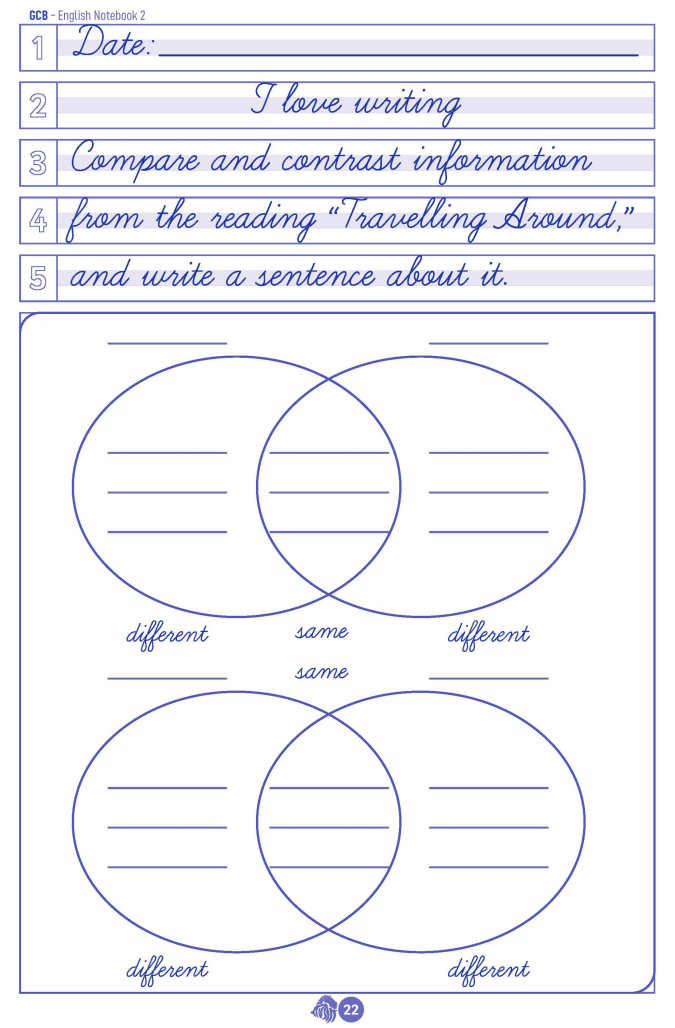 GCB - English Notebook 2
1 Date:
2 I love writing
3 Compare and contrast information
4 from the reading “Travelling Around,”
5 and write a sentence about it.
different same different
same
different different
22